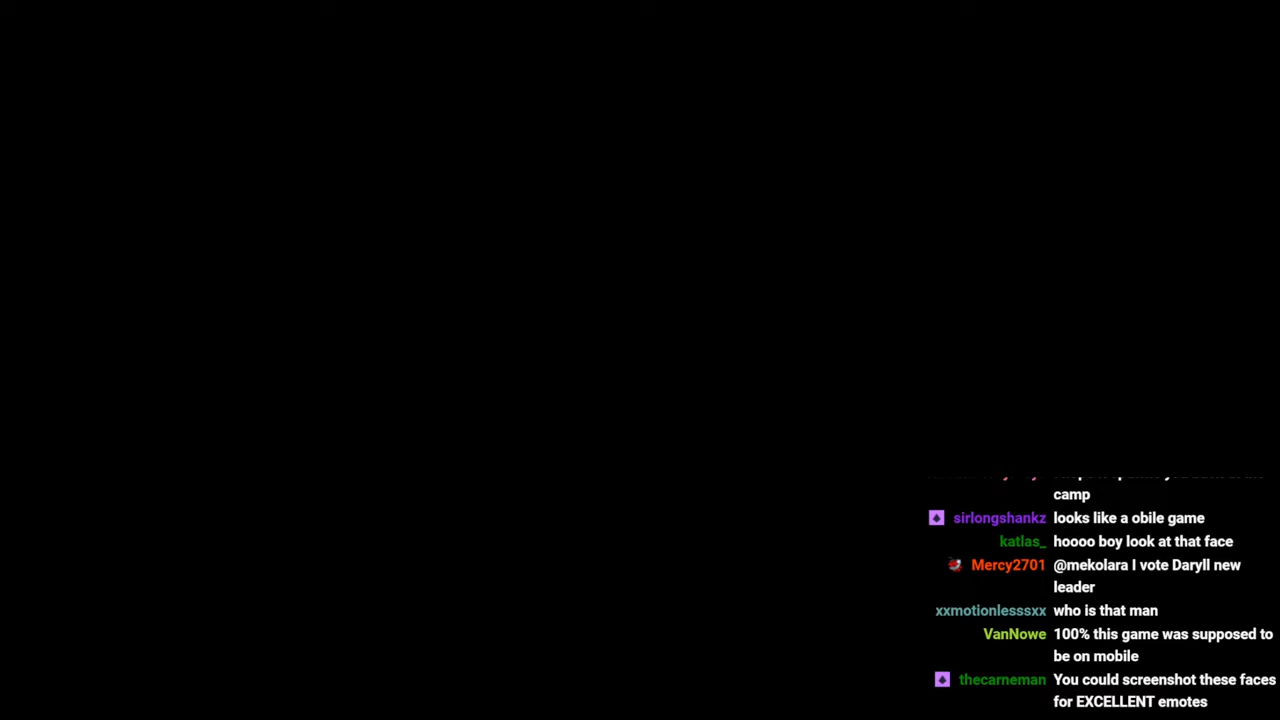 camp
sirlongshankz looks like a obile game
katlas_ hoooo boy look at that face
Mercy2701 @mekolara I vote Daryll new
leader
xxmotionlesssxx who is that man
VanNowe 100% this game was supposed to
be on mobile
thecarneman You could screenshot these faces
for EXCELLENT emotes